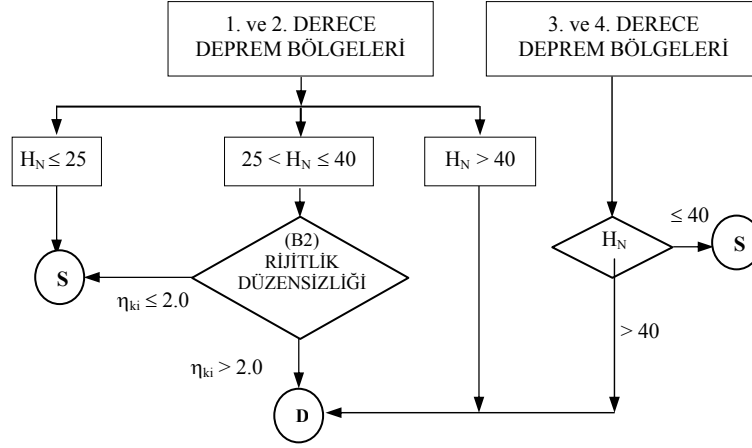 1. ve 2. DERECE
DEPREM BÖLGELERİ
3. ve 4. DERECE
DEPREM BÖLGELERİ
H_N ≤ 25
25 < H_N ≤ 40
H_N > 40
≤ 40
(B2)
RİJİTLİK
DÜZENSİZLİĞİ
H_N
S
S
η_ki ≤ 2.0
> 40
η_ki > 2.0
D